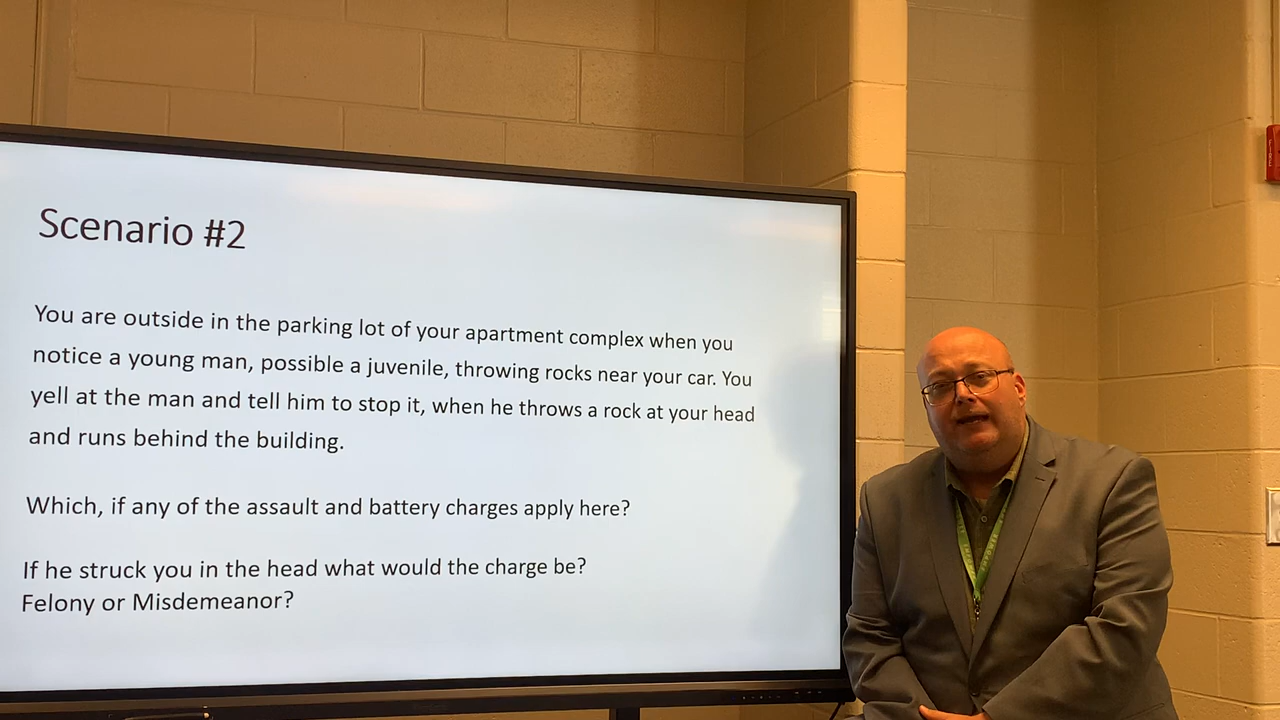 Scenario #2
You are outside in the parking lot of your apartment complex when you
notice a young man, possible a juvenile, throwing rocks near your car. You
yell at the man and tell him to stop it, when he throws a rock at your head
and runs behind the building.
Which, if any of the assault and battery charges apply here?
If he struck you in the head what would the charge be?
Felony or Misdemeanor?
FIRE